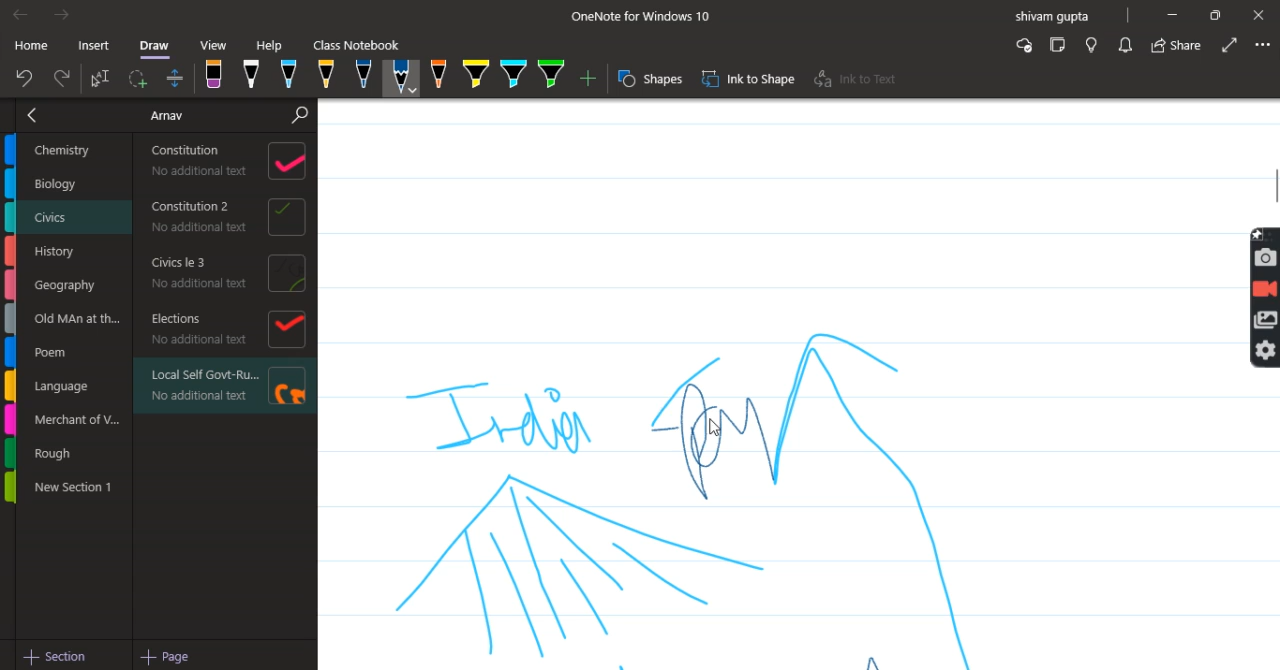 OneNote for Windows 10
shivam gupta
Home Insert Draw View Help Class Notebook
Share
Shapes
Ink to Shape
Ink to Text
Arnav
Chemistry
Biology
Civics
History
Geography
Old MAn at th...
Poem
Language
Merchant of V...
Rough
New Section 1
Constitution
No additional text
Constitution 2
No additional text
Civics le 3
No additional text
Elections
No additional text
Local Self Govt-Ru...
No additional text
India
Section
Page